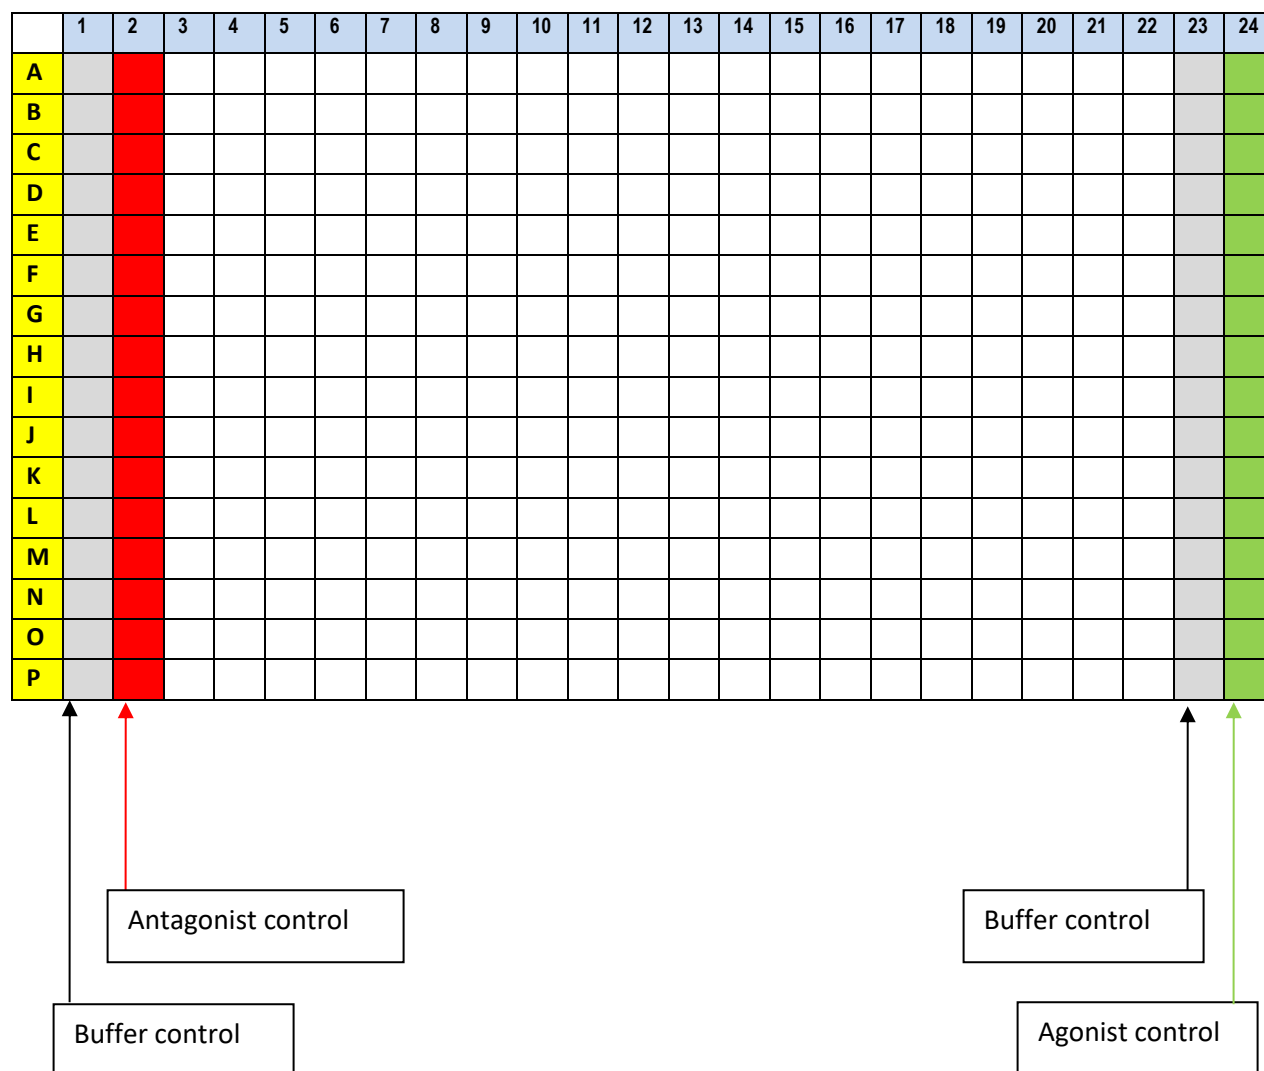 1 2 3 4 5 6 7 8 9 10 11 12 13 14 15 16 17 18 19 20 21 22 23 24
A
B
C
D
E
F
G
H
I
J
K
L
M
N
O
P
Antagonist control
Buffer control
Buffer control
Agonist control